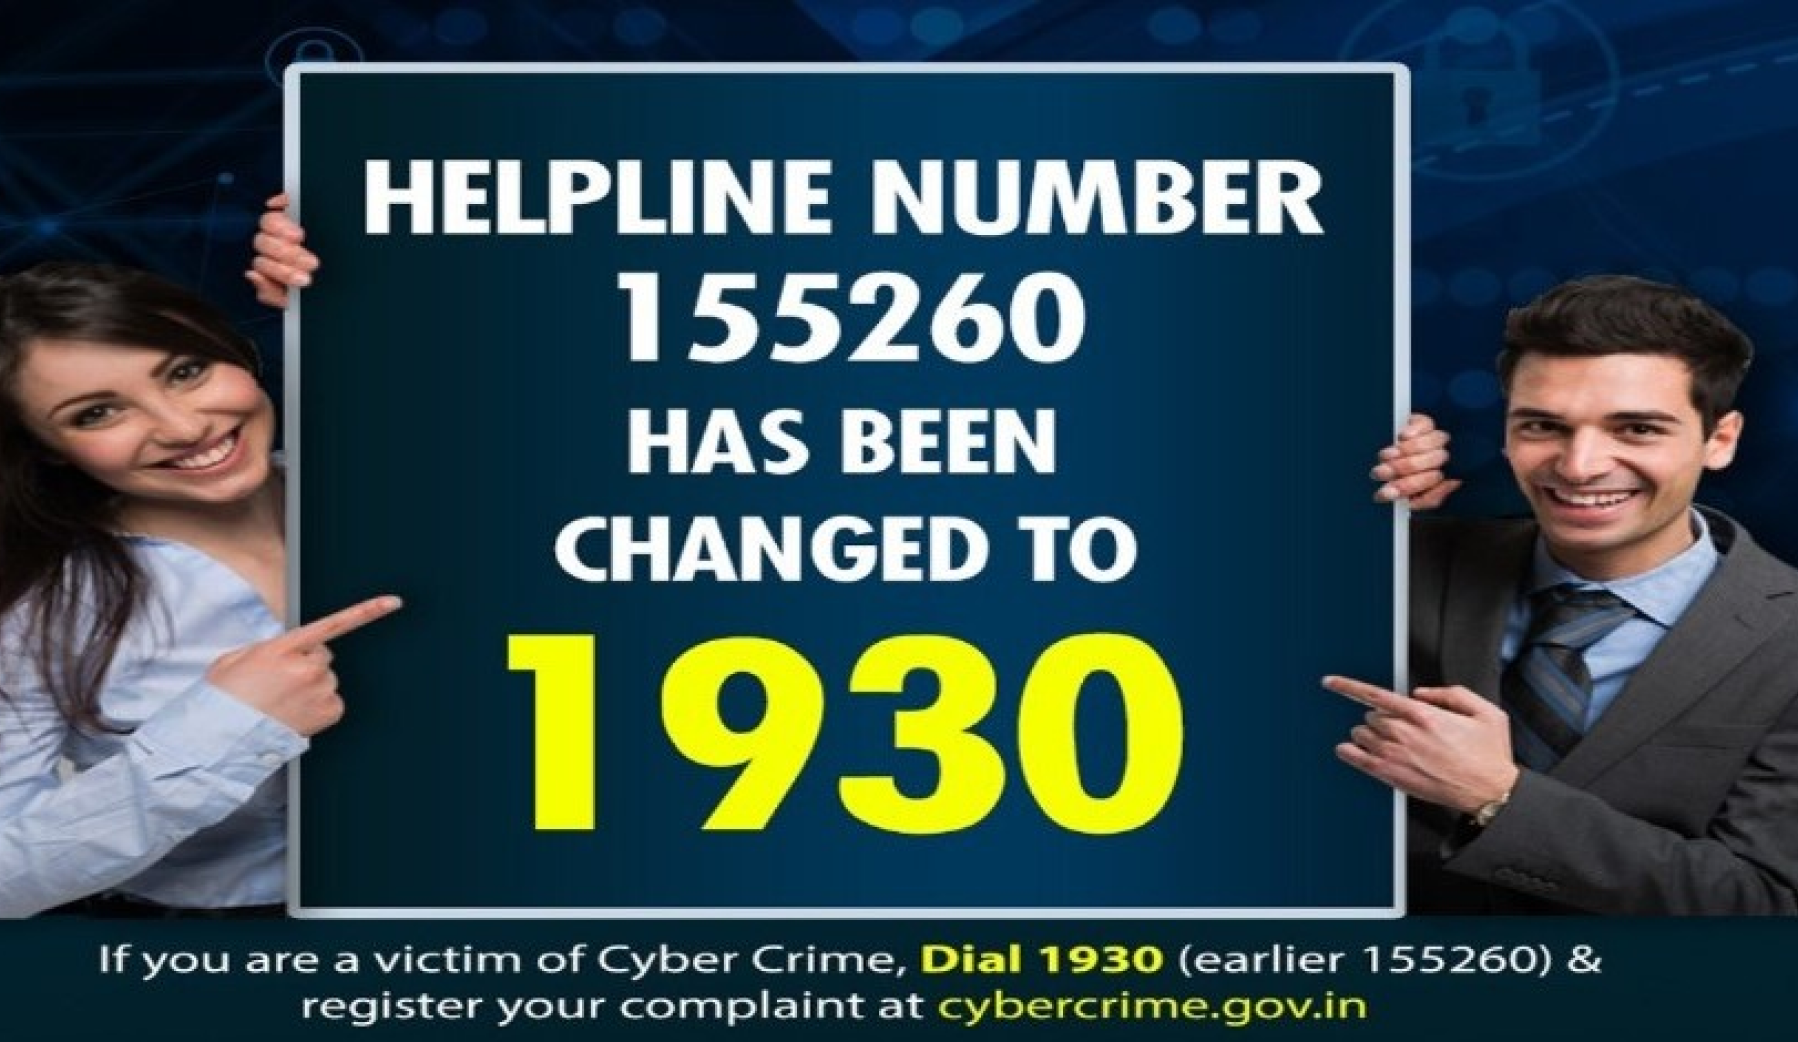 HELPLINE NUMBER
155260
HAS BEEN
CHANGED TO
1930
If you are a victim of Cyber Crime, Dial 1930 (earlier 155260) &
register your complaint at cybercrime.gov.in